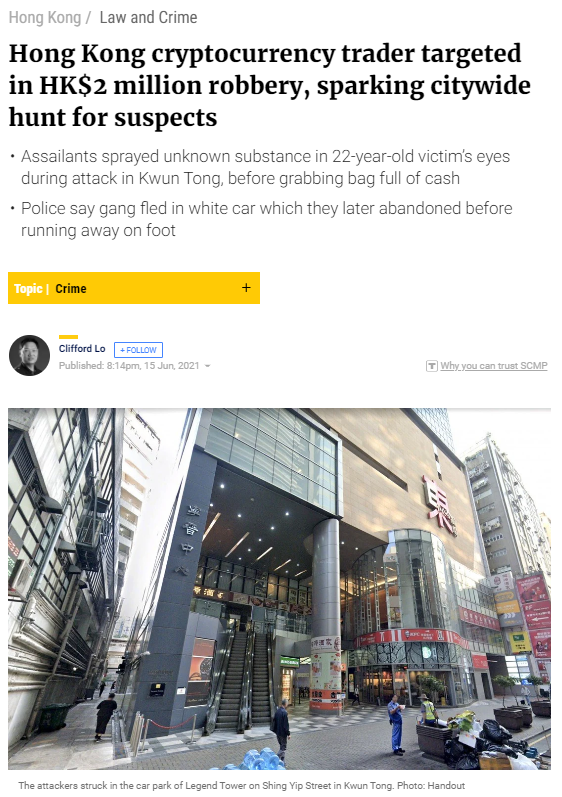 Hong Kong / Law and Crime
Hong Kong cryptocurrency trader targeted
in HK$2 million robbery, sparking citywide
hunt for suspects
• Assailants sprayed unknown substance in 22-year-old victim's eyes
during attack in Kwun Tong, before grabbing bag full of cash
• Police say gang fled in white car which they later abandoned before
running away on foot
Topic | Crime +
Clifford Lo + FOLLOW
Published: 8:14pm, 15 Jun, 2021
Why you can trust SCMP
The attackers struck in the car park of Legend Tower on Shing Yip Street in Kwun Tong. Photo: Handout